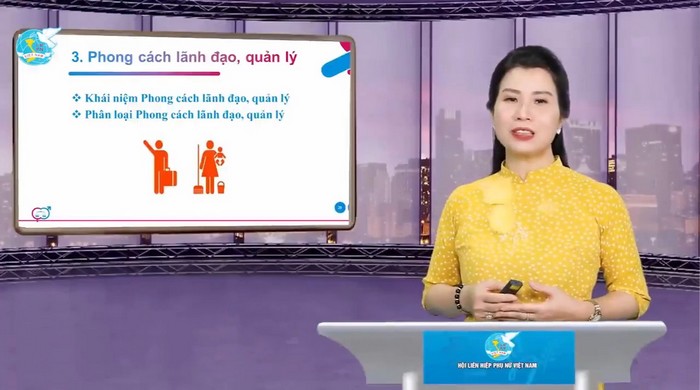 3. Phong cách lãnh đạo, quản lý
❖ Khái niệm Phong cách lãnh đạo, quản lý
❖ Phân loại Phong cách lãnh đạo, quản lý
HỘI LIÊN HIỆP PHỤ NỮ VIỆT NAM